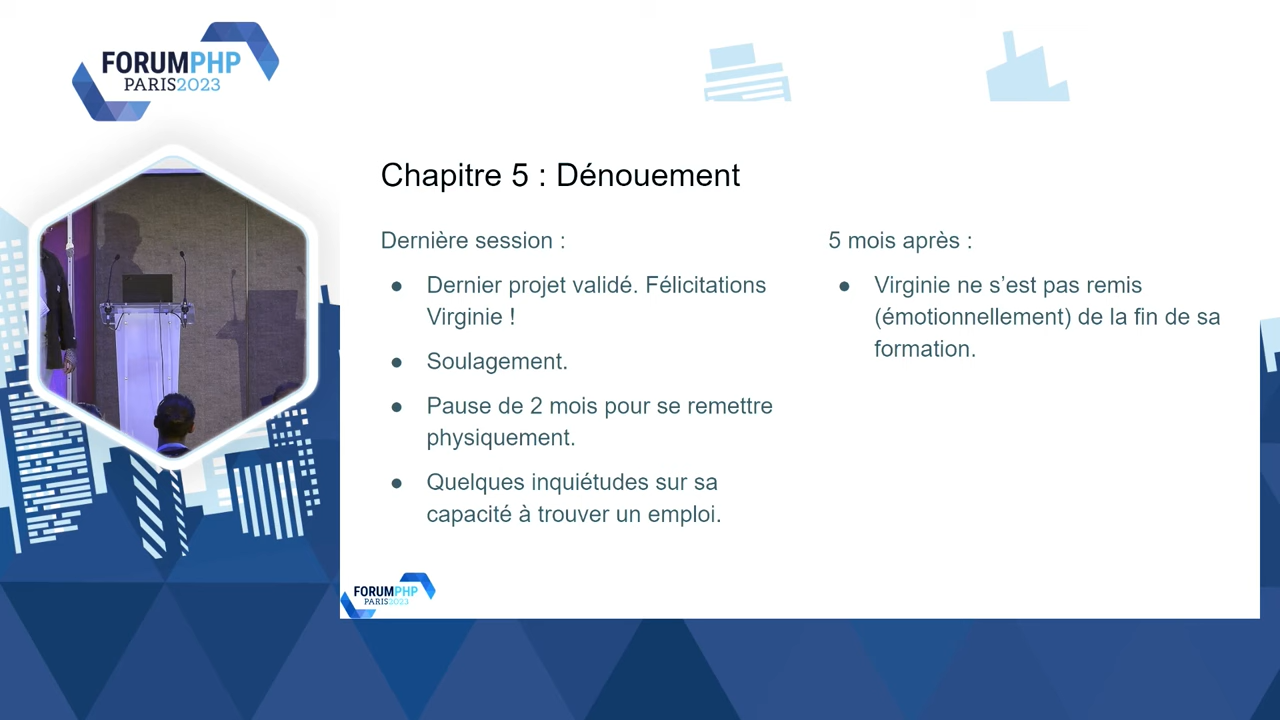 FORUMPHP
PARIS2023
Chapitre 5 : Dénouement
Dernière session :
● Dernier projet validé. Félicitations
Virginie !
● Soulagement.
● Pause de 2 mois pour se remettre
physiquement.
● Quelques inquiétudes sur sa
capacité à trouver un emploi.
5 mois après :
● Virginie ne s’est pas remis
(émotionnellement) de la fin de sa
formation.
FORUMPHP
PARIS2023